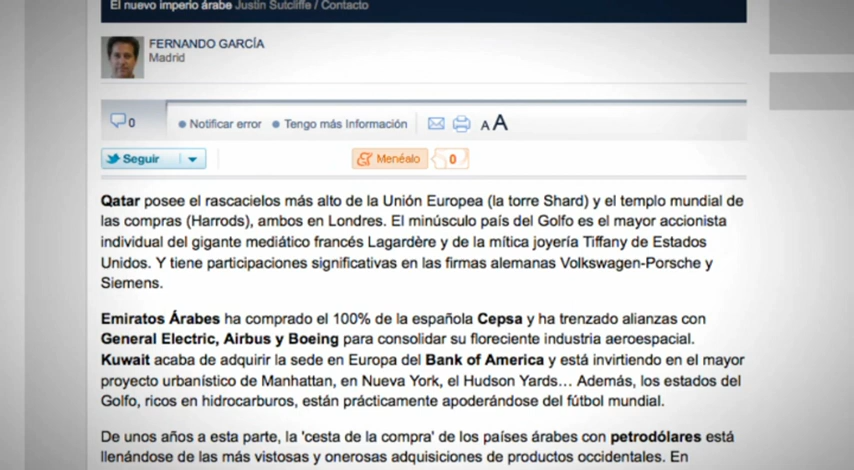 El nuevo imperio árabe Justin Sutcliffe / Contacto
FERNANDO GARCÍA
Madrid
0
Notificar error
Tengo más Información
A A
Seguir
Menéalo
0
Qatar posee el rascacielos más alto de la Unión Europea (la torre Shard) y el templo mundial de
las compras (Harrods), ambos en Londres. El minúsculo país del Golfo es el mayor accionista
individual del gigante mediático francés Lagardère y de la mítica joyería Tiffany de Estados
Unidos. Y tiene participaciones significativas en las firmas alemanas Volkswagen-Porsche y
Siemens.
Emiratos Árabes ha comprado el 100% de la española Cepsa y ha trenzado alianzas con
General Electric, Airbus y Boeing para consolidar su floreciente industria aeroespacial.
Kuwait acaba de adquirir la sede en Europa del Bank of America y está invirtiendo en el mayor
proyecto urbanístico de Manhattan, en Nueva York, el Hudson Yards… Además, los estados del
Golfo, ricos en hidrocarburos, están prácticamente apoderándose del fútbol mundial.
De unos años a esta parte, la 'cesta de la compra' de los países árabes con petrodólares está
llenándose de las más vistosas y onerosas adquisiciones de productos occidentales. En